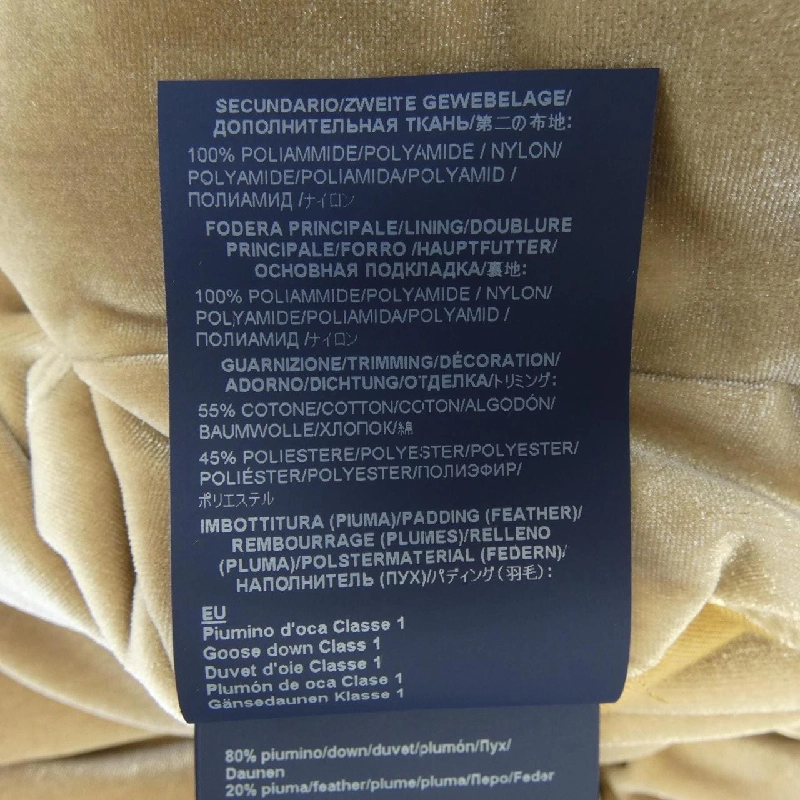 SECUNDARIO/ZWEITE GEWEBELAGE/
ДОПОЛНИТЕЛЬНАЯ ТКАНЬ/第二の布地:
100% POLIAMMIDE/POLYAMIDE / NYLON/
POLYAMIDE/POLIAMIDA/POLYAMID /
ПОЛИАМИД /ナイロン
FODERA PRINCIPALE/LINING/DOUBLURE
PRINCIPALE/FORRO /HAUPTFUTTER/
ОСНОВНАЯ ПОДКЛАДКА/裏地:
100% POLIAMMIDE/POLYAMIDE / NYLON/
POLYAMIDE/POLIAMIDA/POLYAMID /
ПОЛИАМИД /ナイロン
GUARNIZIONE/TRIMMING/DÉCORATION/
ADORNO/DICHTUNG/ОТДЕЛКА/トリミング:
55% COTONE/COTTON/COTON/ALGODÓN/
BAUMWOLLE/ХЛОПОК/綿
45% POLIESTERE/POLYESTER/POLYESTER/
POLIÉSTER/POLYESTER/ПОЛИЭФИР/
ポリエステル
IMBOTTITURA (PIUMA)/PADDING (FEATHER)/
REMBOURRAGE (PLUMES)/RELLENO
(PLUMA)/POLSTERMATERIAL (FEDERN)/
НАПОЛНИТЕЛЬ (ПУХ)/パディング(羽毛):
EU
Piumino d'oca Classe 1
Goose down Class 1
Duvet d'oie Classe 1
Plumón de oca Clase 1
Gänsedaunen Klasse 1
80% piumino/down/duvet/plumón/Пух/
Daunen
20% piuma/feather/plume/pluma/Перо/Feder